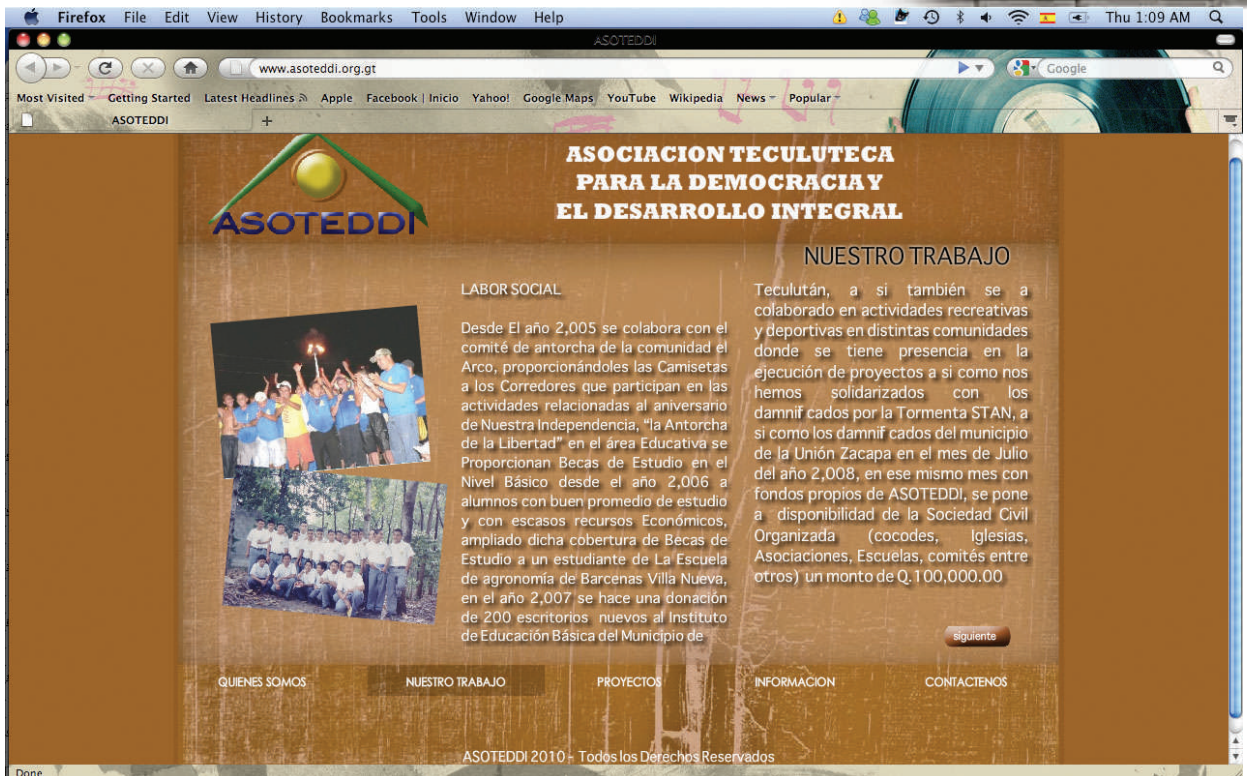 Firefox File Edit View History Bookmarks Tools Window Help Thu 1:09 AM
ASOTEDDI
www.asoteddi.org.gt Google
Most Visited Getting Started Latest Headlines Apple Facebook | Inicio Yahoo! Google Maps YouTube Wikipedia News Popular
ASOTEDDI
ASOTEDDI
ASOCIACION TECULUTECA
PARA LA DEMOCRACIA Y
EL DESARROLLO INTEGRAL
NUESTRO TRABAJO
LABOR SOCIAL
Desde El año 2,005 se colabora con el
comité de antorcha de la comunidad el
Arco, proporcionándoles las Camisetas
a los Corredores que participan en las
actividades relacionadas al aniversario
de Nuestra Independencia, “la Antorcha
de la Libertad” en el área Educativa se
Proporcionan Becas de Estudio en el
Nivel Básico desde el año 2,006 a
alumnos con buen promedio de estudio
y con escasos recursos Económicos,
ampliado dicha cobertura de Becas de
Estudio a un estudiante de La Escuela
de agronomía de Barcenas Villa Nueva,
en el año 2,007 se hace una donación
de 200 escritorios nuevos al Instituto
de Educación Básica del Municipio de
Teculután, a si también se a
colaborado en actividades recreativas
y deportivas en distintas comunidades
donde se tiene presencia en la
ejecución de proyectos a si como nos
hemos solidarizados con los
damnif cados por la Tormenta STAN, a
si como los damnif cados del municipio
de la Unión Zacapa en el mes de Julio
del año 2,008, en ese mismo mes con
fondos propios de ASOTEDDI, se pone
a disponibilidad de la Sociedad Civil
Organizada (cocodes, Iglesias,
Asociaciones, Escuelas, comités entre
otros) un monto de Q.100,000.00
siguiente
QUIENES SOMOS NUESTRO TRABAJO PROYECTOS INFORMACION CONTACTENOS
ASOTEDDI 2010 - Todos los Derechos Reservados
Done